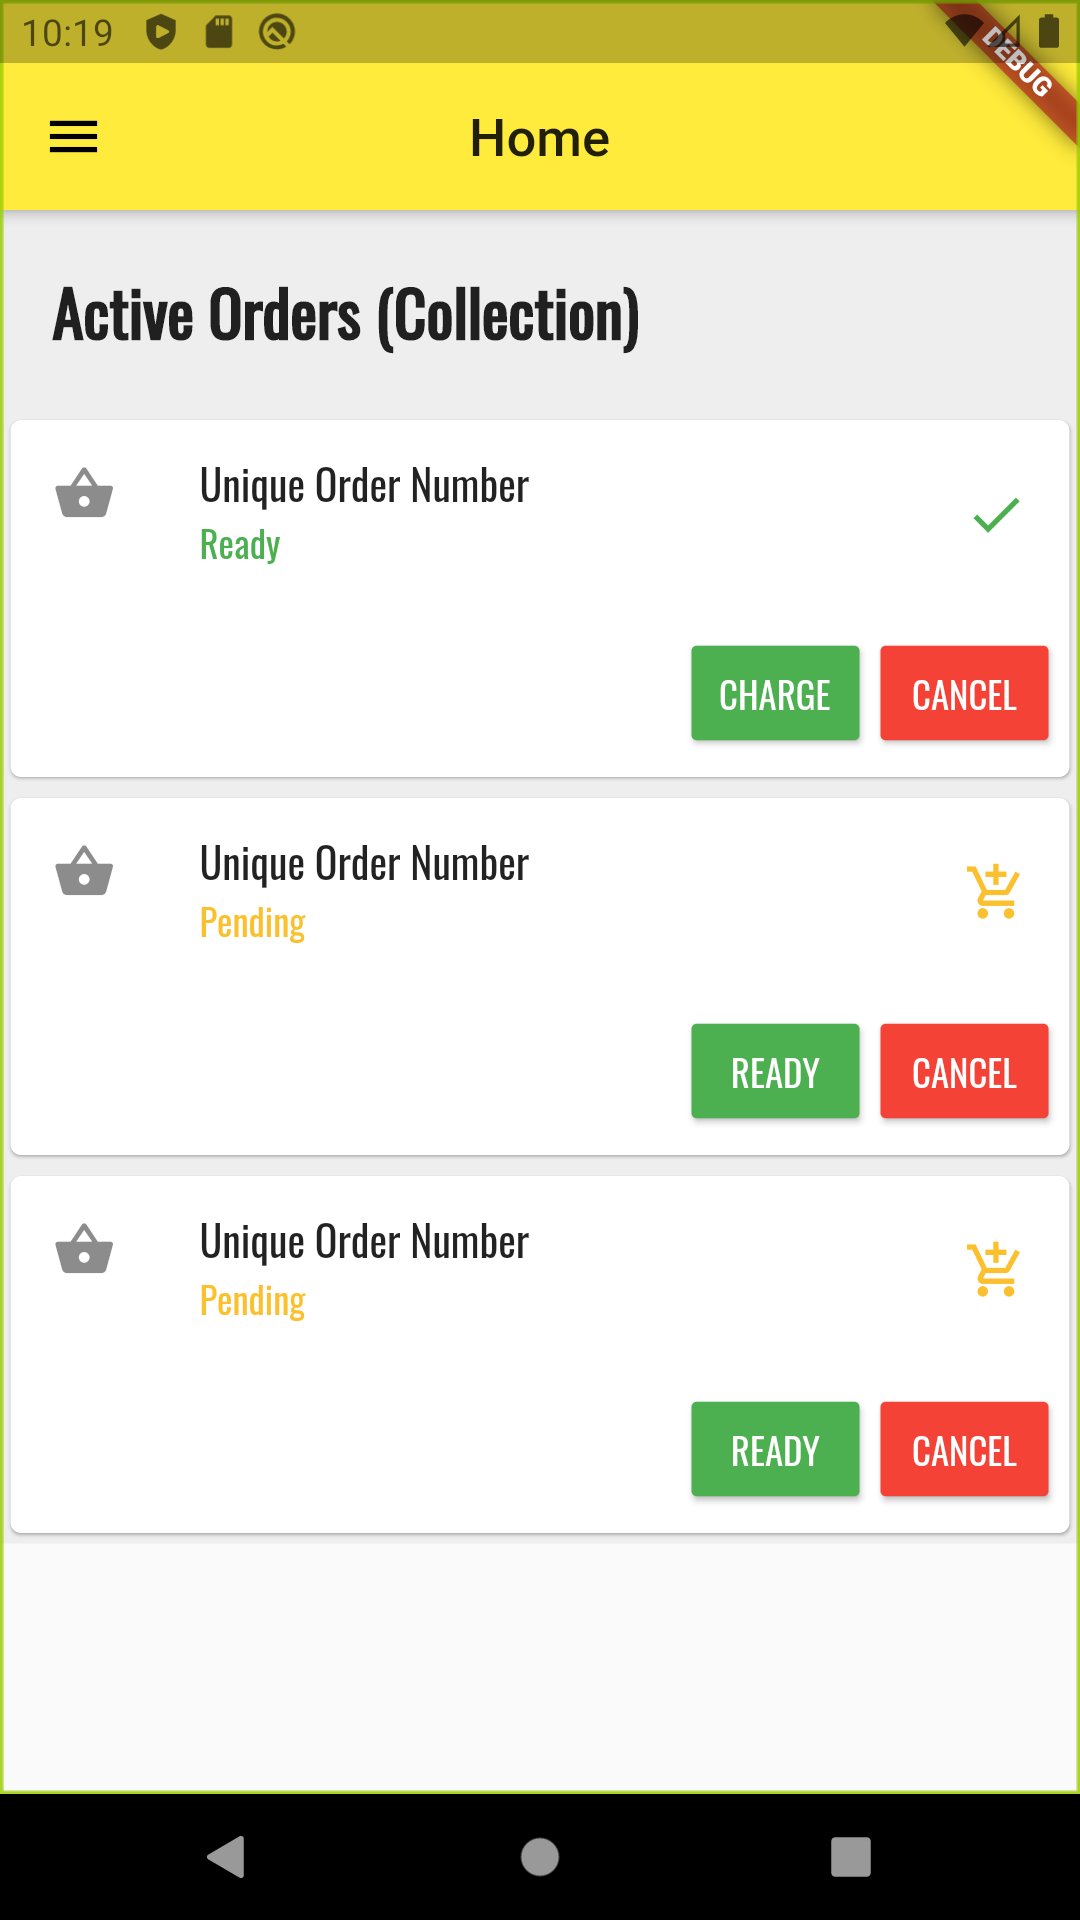 10:19
DEBUG
Home
Active Orders (Collection)
Unique Order Number
Ready
CHARGE CANCEL
Unique Order Number
Pending
READY CANCEL
Unique Order Number
Pending
READY CANCEL